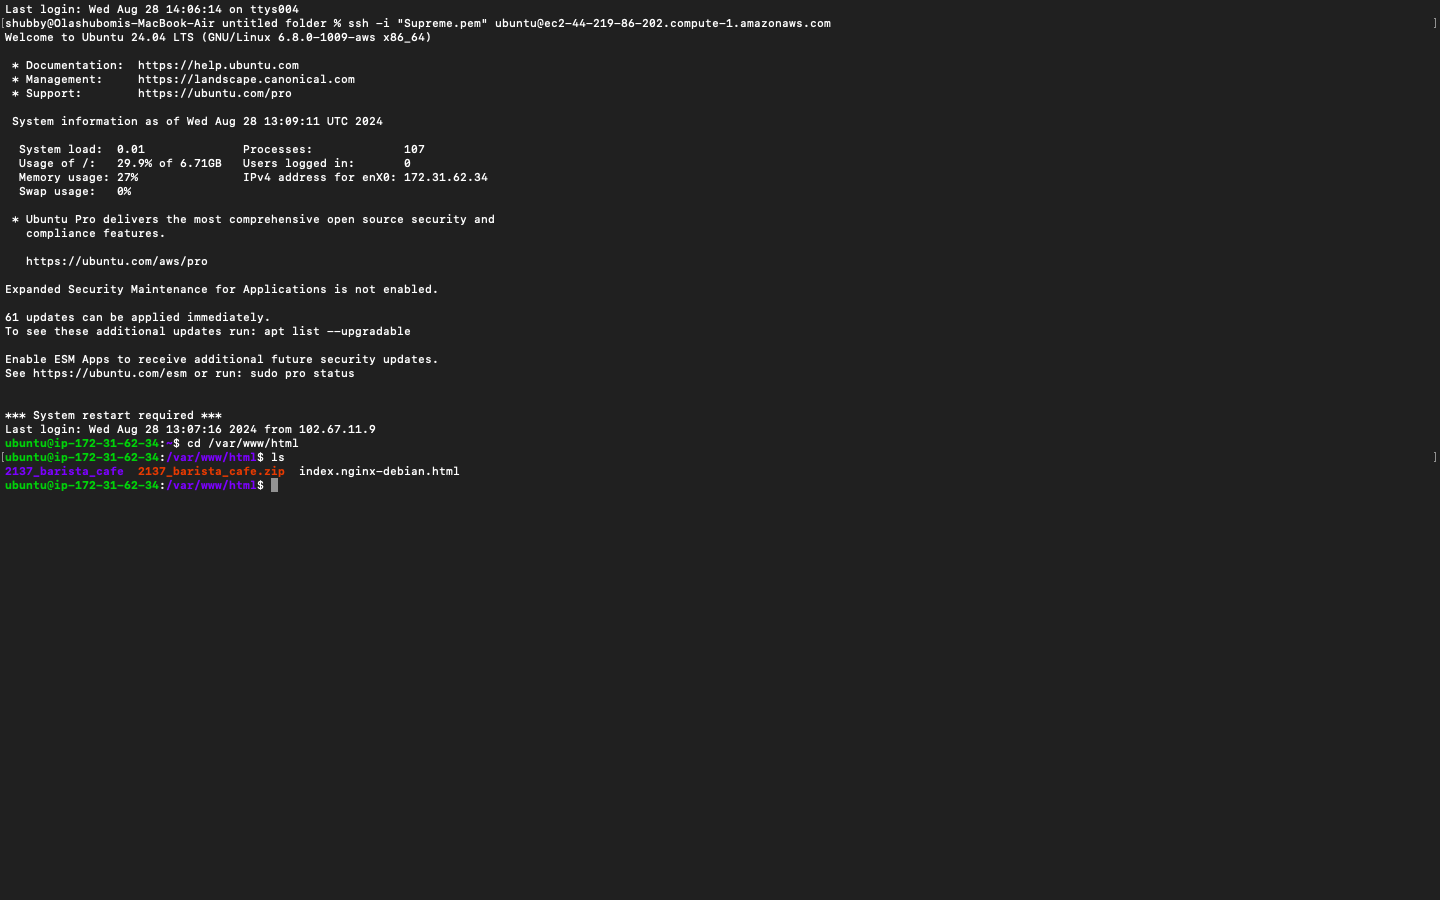 Last login: Wed Aug 28 14:06:14 on ttys004
[shubby@Olashubomis-MacBook-Air untitled folder % ssh -i "Supreme.pem" ubuntu@ec2-44-219-86-202.compute-1.amazonaws.com ]
Welcome to Ubuntu 24.04 LTS (GNU/Linux 6.8.0-1009-aws x86_64)
* Documentation: https://help.ubuntu.com
* Management: https://landscape.canonical.com
* Support: https://ubuntu.com/pro
System information as of Wed Aug 28 13:09:11 UTC 2024
System load: 0.01 Processes: 107
Usage of /: 29.9% of 6.71GB Users logged in: 0
Memory usage: 27% IPv4 address for enX0: 172.31.62.34
Swap usage: 0%
* Ubuntu Pro delivers the most comprehensive open source security and
compliance features.
https://ubuntu.com/aws/pro
Expanded Security Maintenance for Applications is not enabled.
61 updates can be applied immediately.
To see these additional updates run: apt list --upgradable
Enable ESM Apps to receive additional future security updates.
See https://ubuntu.com/esm or run: sudo pro status
*** System restart required ***
Last login: Wed Aug 28 13:07:16 2024 from 102.67.11.9
ubuntu@ip-172-31-62-34:~$ cd /var/www/html
[ubuntu@ip-172-31-62-34:/var/www/html$ ls ]
2137_barista_cafe 2137_barista_cafe.zip index.nginx-debian.html
ubuntu@ip-172-31-62-34:/var/www/html$